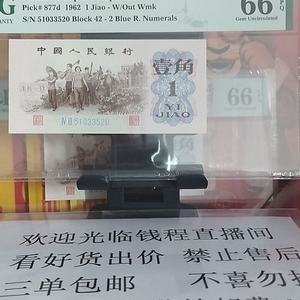 Pick# 877d 1962 1 Jiao - W/Out Wmk
S/N 51033520 Block 42 - 2 Blue R. Numerals
66
PQ
Gem Uncirculated
中国人民银行
壹角
1
YI
JIAO
51033520
66
欢迎光临钱程直播间
看好货出价 禁止售后
三单包邮 不喜勿